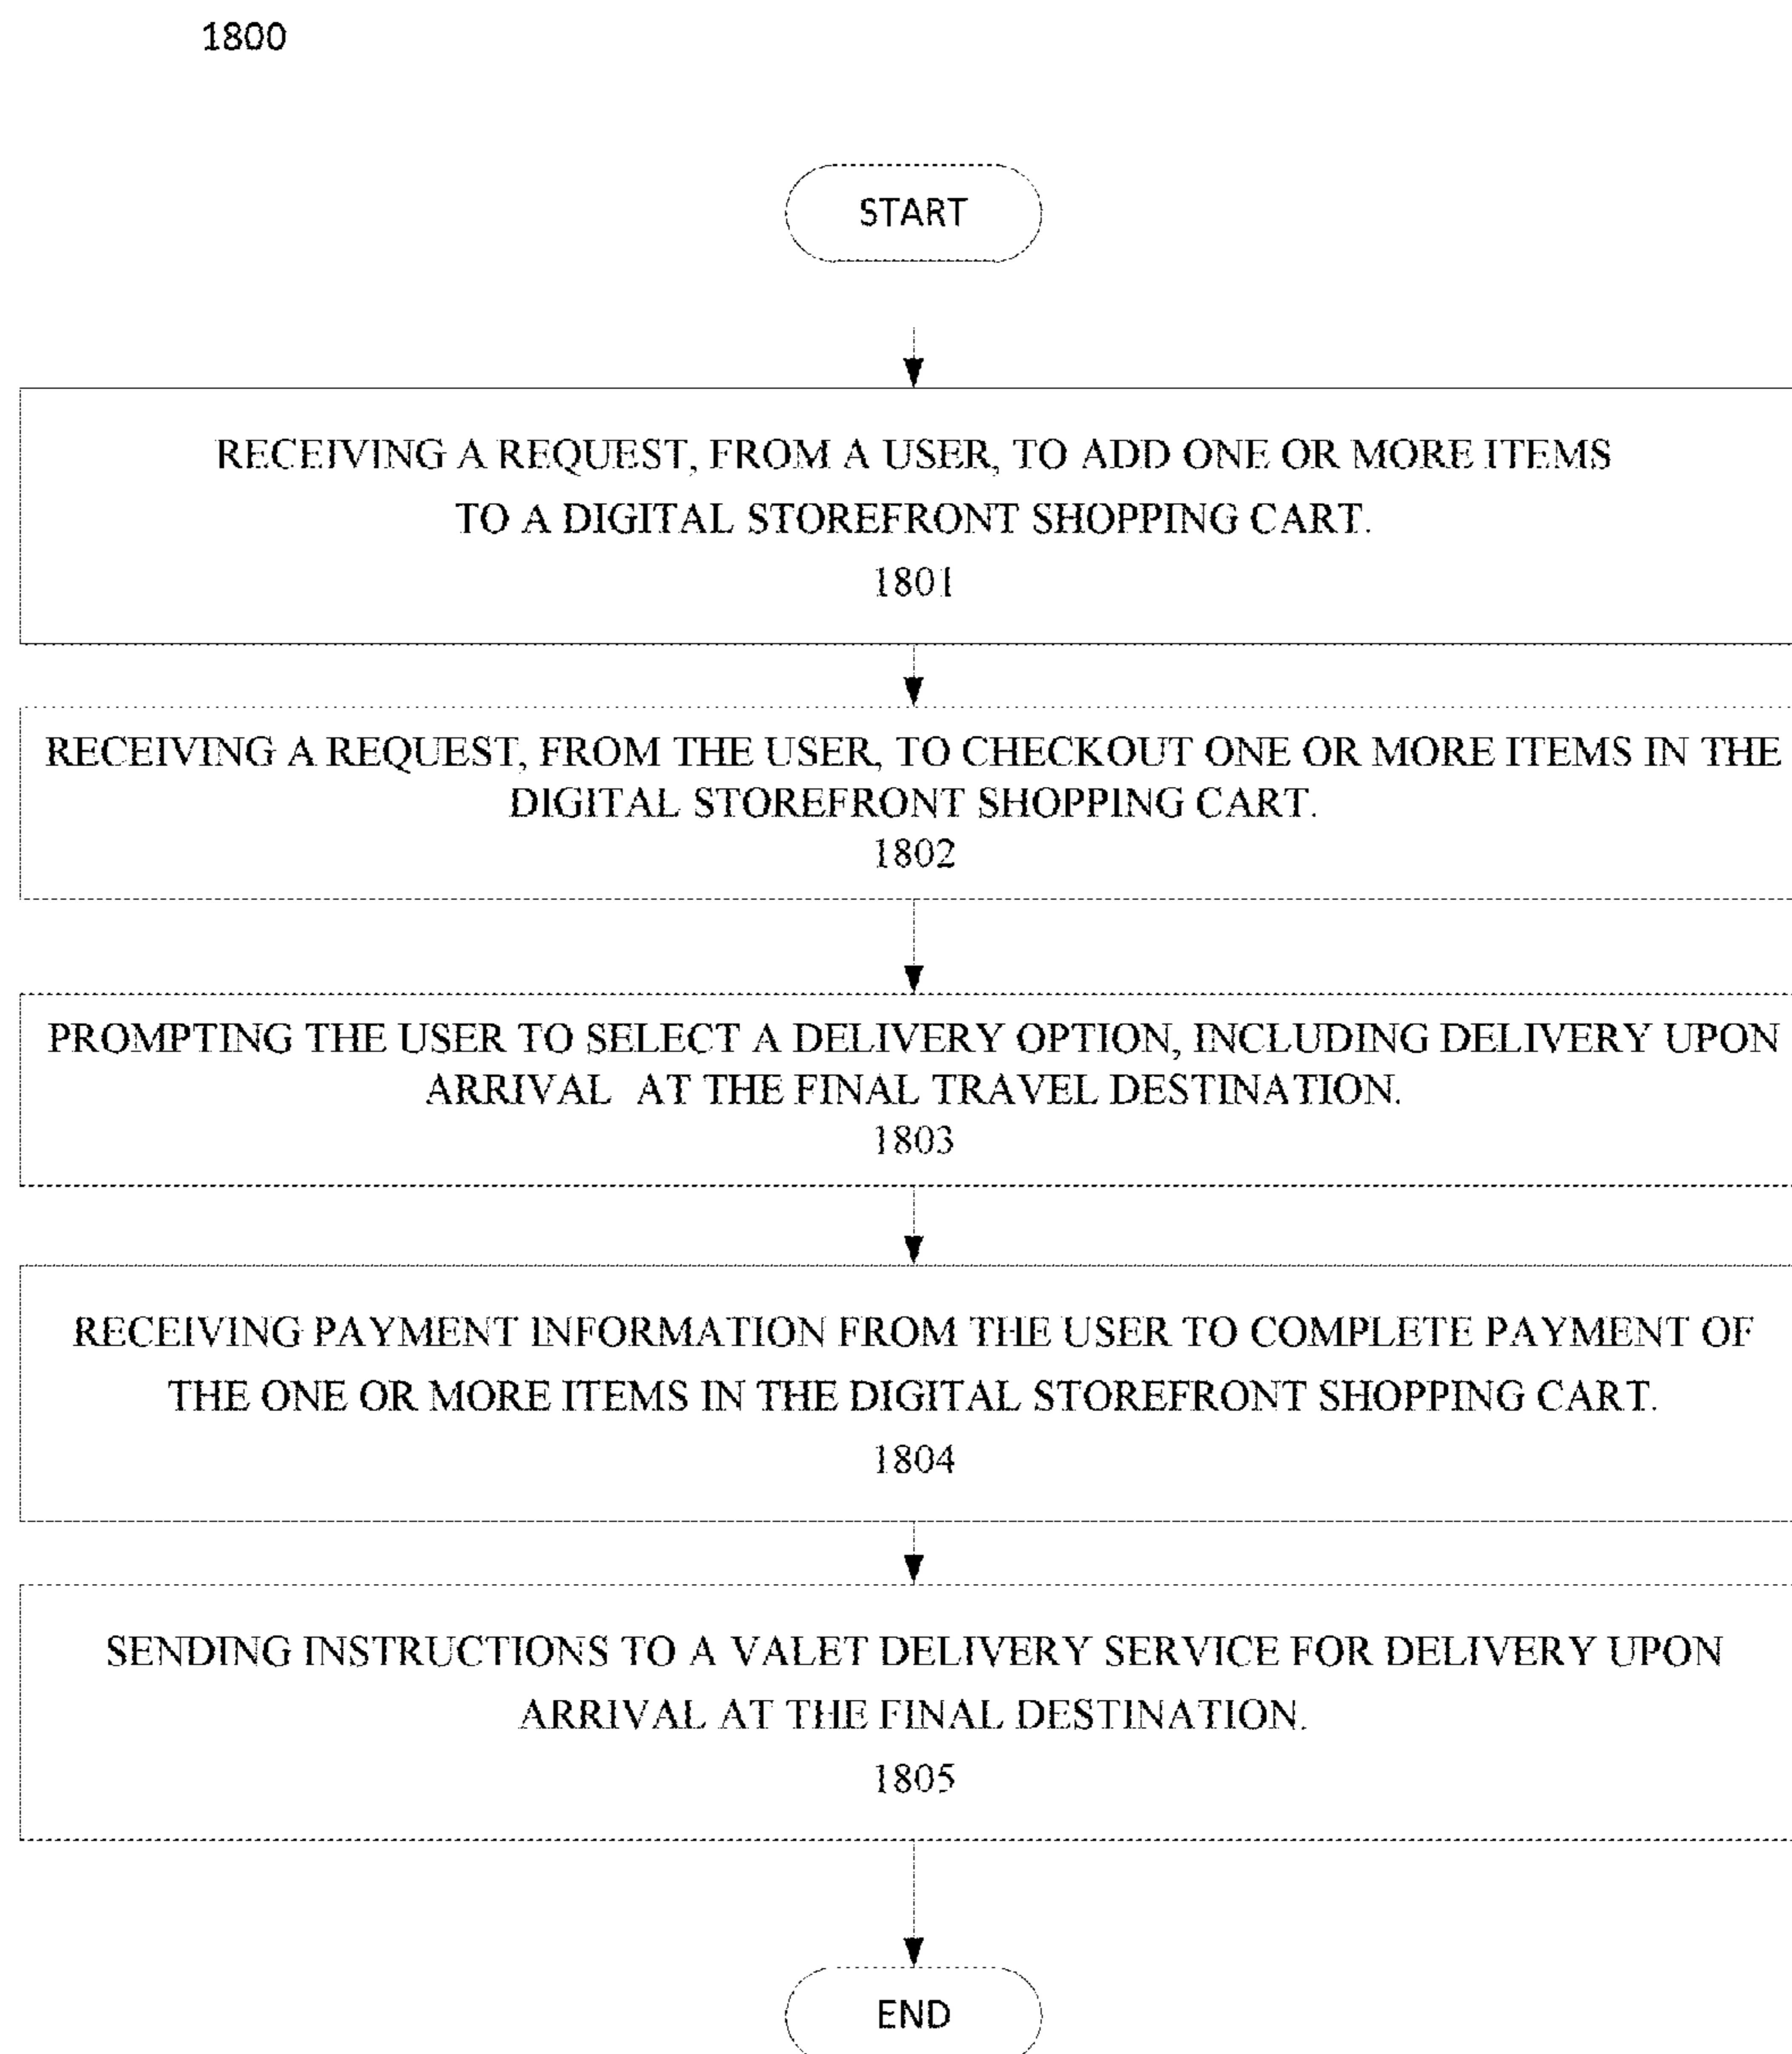 1800
START
RECEIVING A REQUEST, FROM A USER, TO ADD ONE OR MORE ITEMS
TO A DIGITAL STOREFRONT SHOPPING CART.
1801
RECEIVING A REQUEST, FROM THE USER, TO CHECKOUT ONE OR MORE ITEMS IN THE
DIGITAL STOREFRONT SHOPPING CART.
1802
PROMPTING THE USER TO SELECT A DELIVERY OPTION, INCLUDING DELIVERY UPON
ARRIVAL AT THE FINAL TRAVEL DESTINATION.
1803
RECEIVING PAYMENT INFORMATION FROM THE USER TO COMPLETE PAYMENT OF
THE ONE OR MORE ITEMS IN THE DIGITAL STOREFRONT SHOPPING CART.
1804
SENDING INSTRUCTIONS TO A VALET DELIVERY SERVICE FOR DELIVERY UPON
ARRIVAL AT THE FINAL DESTINATION.
1805
END